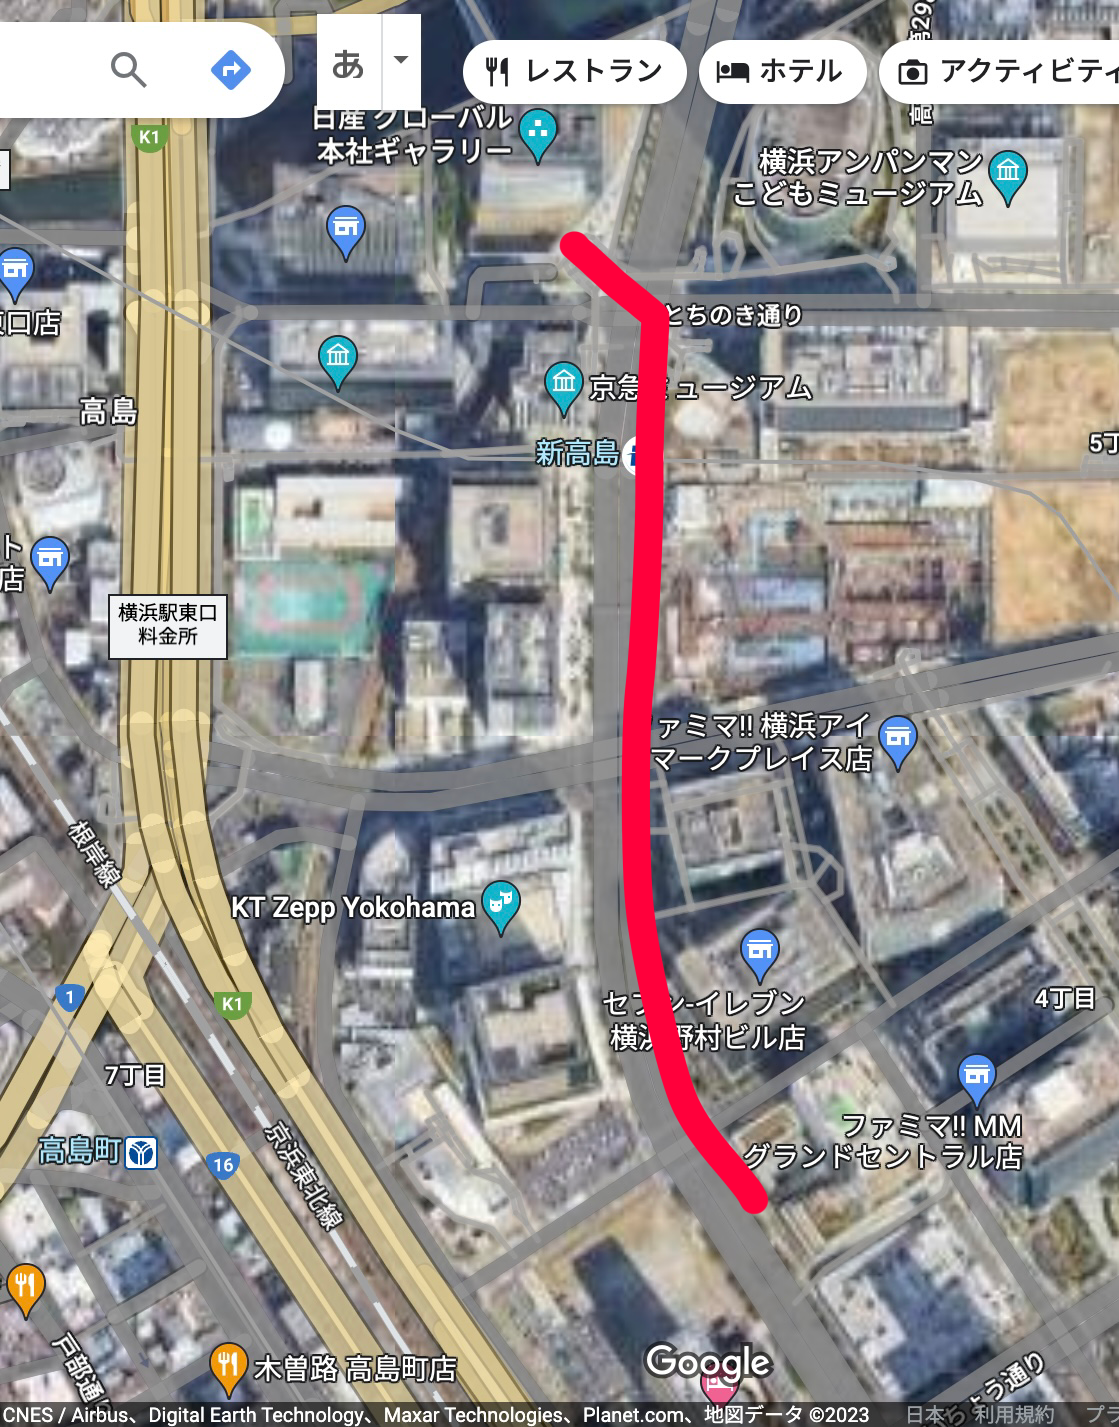 あ
レストラン
ホテル
アクティビティ
K1
日産 グローバル
本社ギャラリー
横浜アンパンマン
こどもミュージアム
とちのき通り
京急ミュージアム
高島
新高島
5丁
横浜駅東口
料金所
ファミマ!! 横浜アイ
マークプレイス店
根岸線
KT Zepp Yokohama
セブン-イレブン
横浜野村ビル店
1
K1
4丁目
7丁目
ファミマ!! MM
グランドセントラル店
高島町
16
京浜東北線
木曽路 高島町店
戸部通り
Google
CNES / Airbus、Digital Earth Technology、Maxar Technologies、Planet.com、地図データ ©2023 日本 利用規約 プ